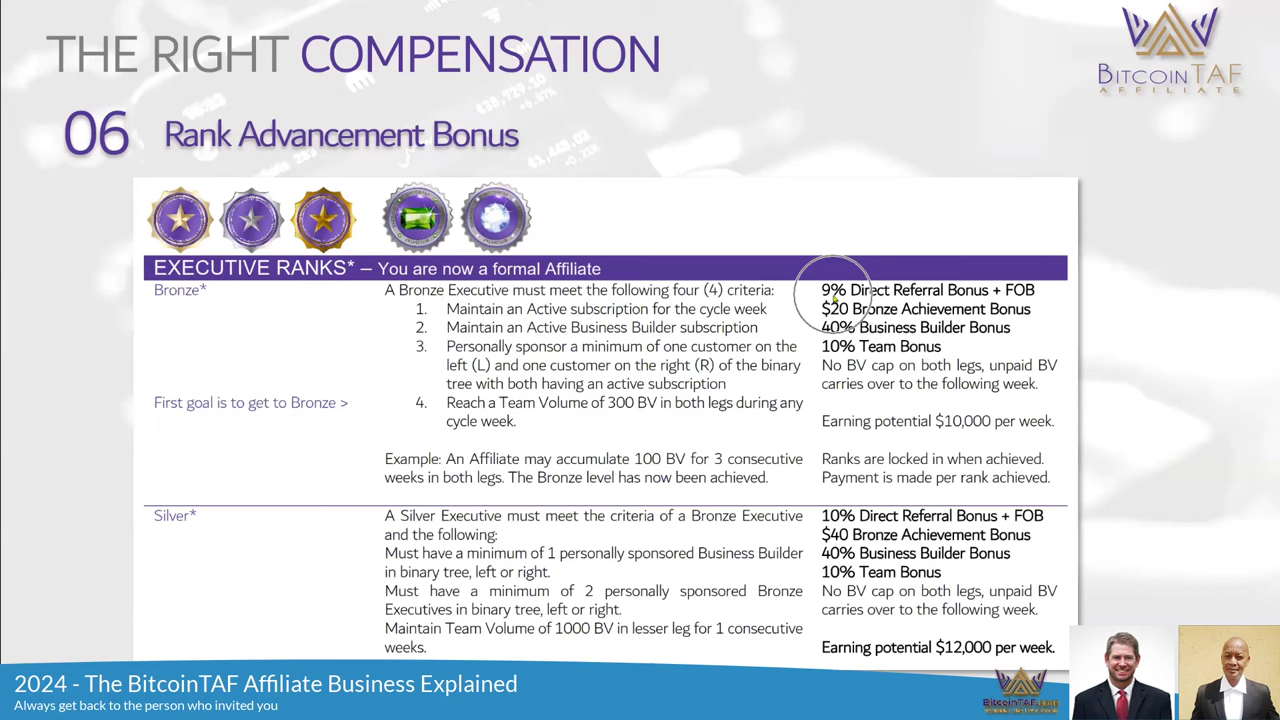 THE RIGHT COMPENSATION
BITCOINTAF
AFFILIATE
06 Rank Advancement Bonus
EXECUTIVE RANKS* – You are now a formal Affiliate
Bronze*
First goal is to get to Bronze >
A Bronze Executive must meet the following four (4) criteria:
1. Maintain an Active subscription for the cycle week
2. Maintain an Active Business Builder subscription
3. Personally sponsor a minimum of one customer on the
left (L) and one customer on the right (R) of the binary
tree with both having an active subscription
4. Reach a Team Volume of 300 BV in both legs during any
cycle week.
Example: An Affiliate may accumulate 100 BV for 3 consecutive
weeks in both legs. The Bronze level has now been achieved.
9% Direct Referral Bonus + FOB
$20 Bronze Achievement Bonus
40% Business Builder Bonus
10% Team Bonus
No BV cap on both legs, unpaid BV
carries over to the following week.
Earning potential $10,000 per week.
Ranks are locked in when achieved.
Payment is made per rank achieved.
Silver*
A Silver Executive must meet the criteria of a Bronze Executive
and the following:
Must have a minimum of 1 personally sponsored Business Builder
in binary tree, left or right.
Must have a minimum of 2 personally sponsored Bronze
Executives in binary tree, left or right.
Maintain Team Volume of 1000 BV in lesser leg for 1 consecutive
weeks.
10% Direct Referral Bonus + FOB
$40 Bronze Achievement Bonus
40% Business Builder Bonus
10% Team Bonus
No BV cap on both legs, unpaid BV
carries over to the following week.
Earning potential $12,000 per week.
2024 - The BitcoinTAF Affiliate Business Explained
Always get back to the person who invited you